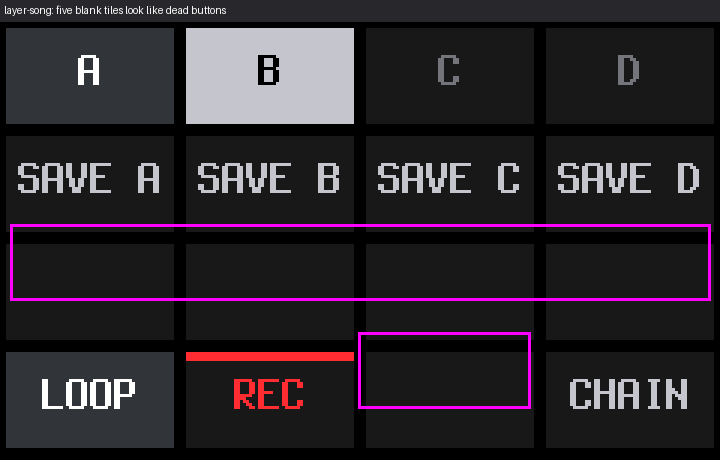 layer-song: five blank tiles look like dead buttons
A B C D
SAVE A SAVE B SAVE C SAVE D
LOOP REC CHAIN